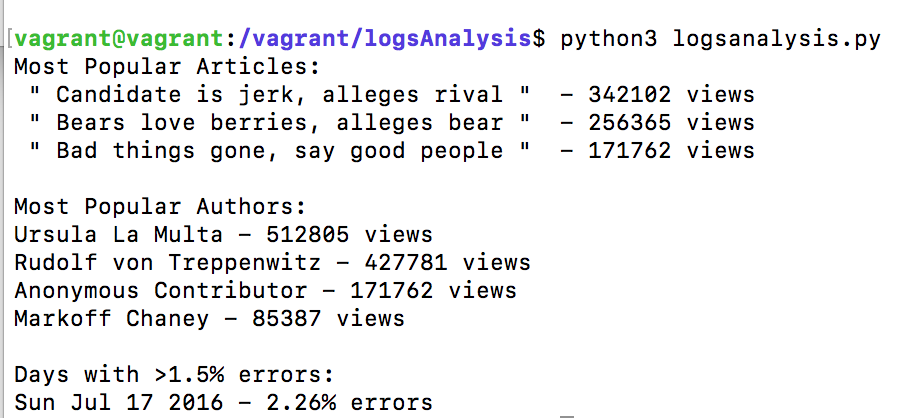 [vagrant@vagrant:/vagrant/logsAnalysis$ python3 logsanalysis.py
Most Popular Articles:
 " Candidate is jerk, alleges rival "  — 342102 views
 " Bears love berries, alleges bear "  — 256365 views
 " Bad things gone, say good people "  — 171762 views

Most Popular Authors:
Ursula La Multa — 512805 views
Rudolf von Treppenwitz — 427781 views
Anonymous Contributor — 171762 views
Markoff Chaney — 85387 views

Days with >1.5% errors:
Sun Jul 17 2016 — 2.26% errors